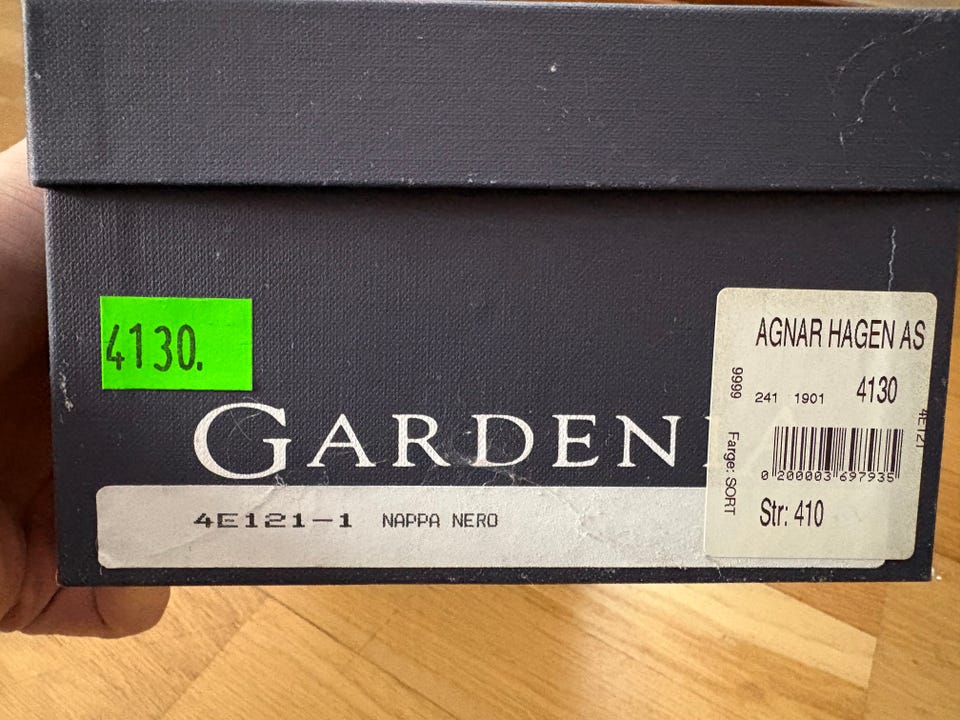 4130.
GARDENI
4E121-1 NAPPA NERO
AGNAR HAGEN AS
9999
241 1901 4130
4E121
0 200003 697935
Farge: SORT
Str: 410